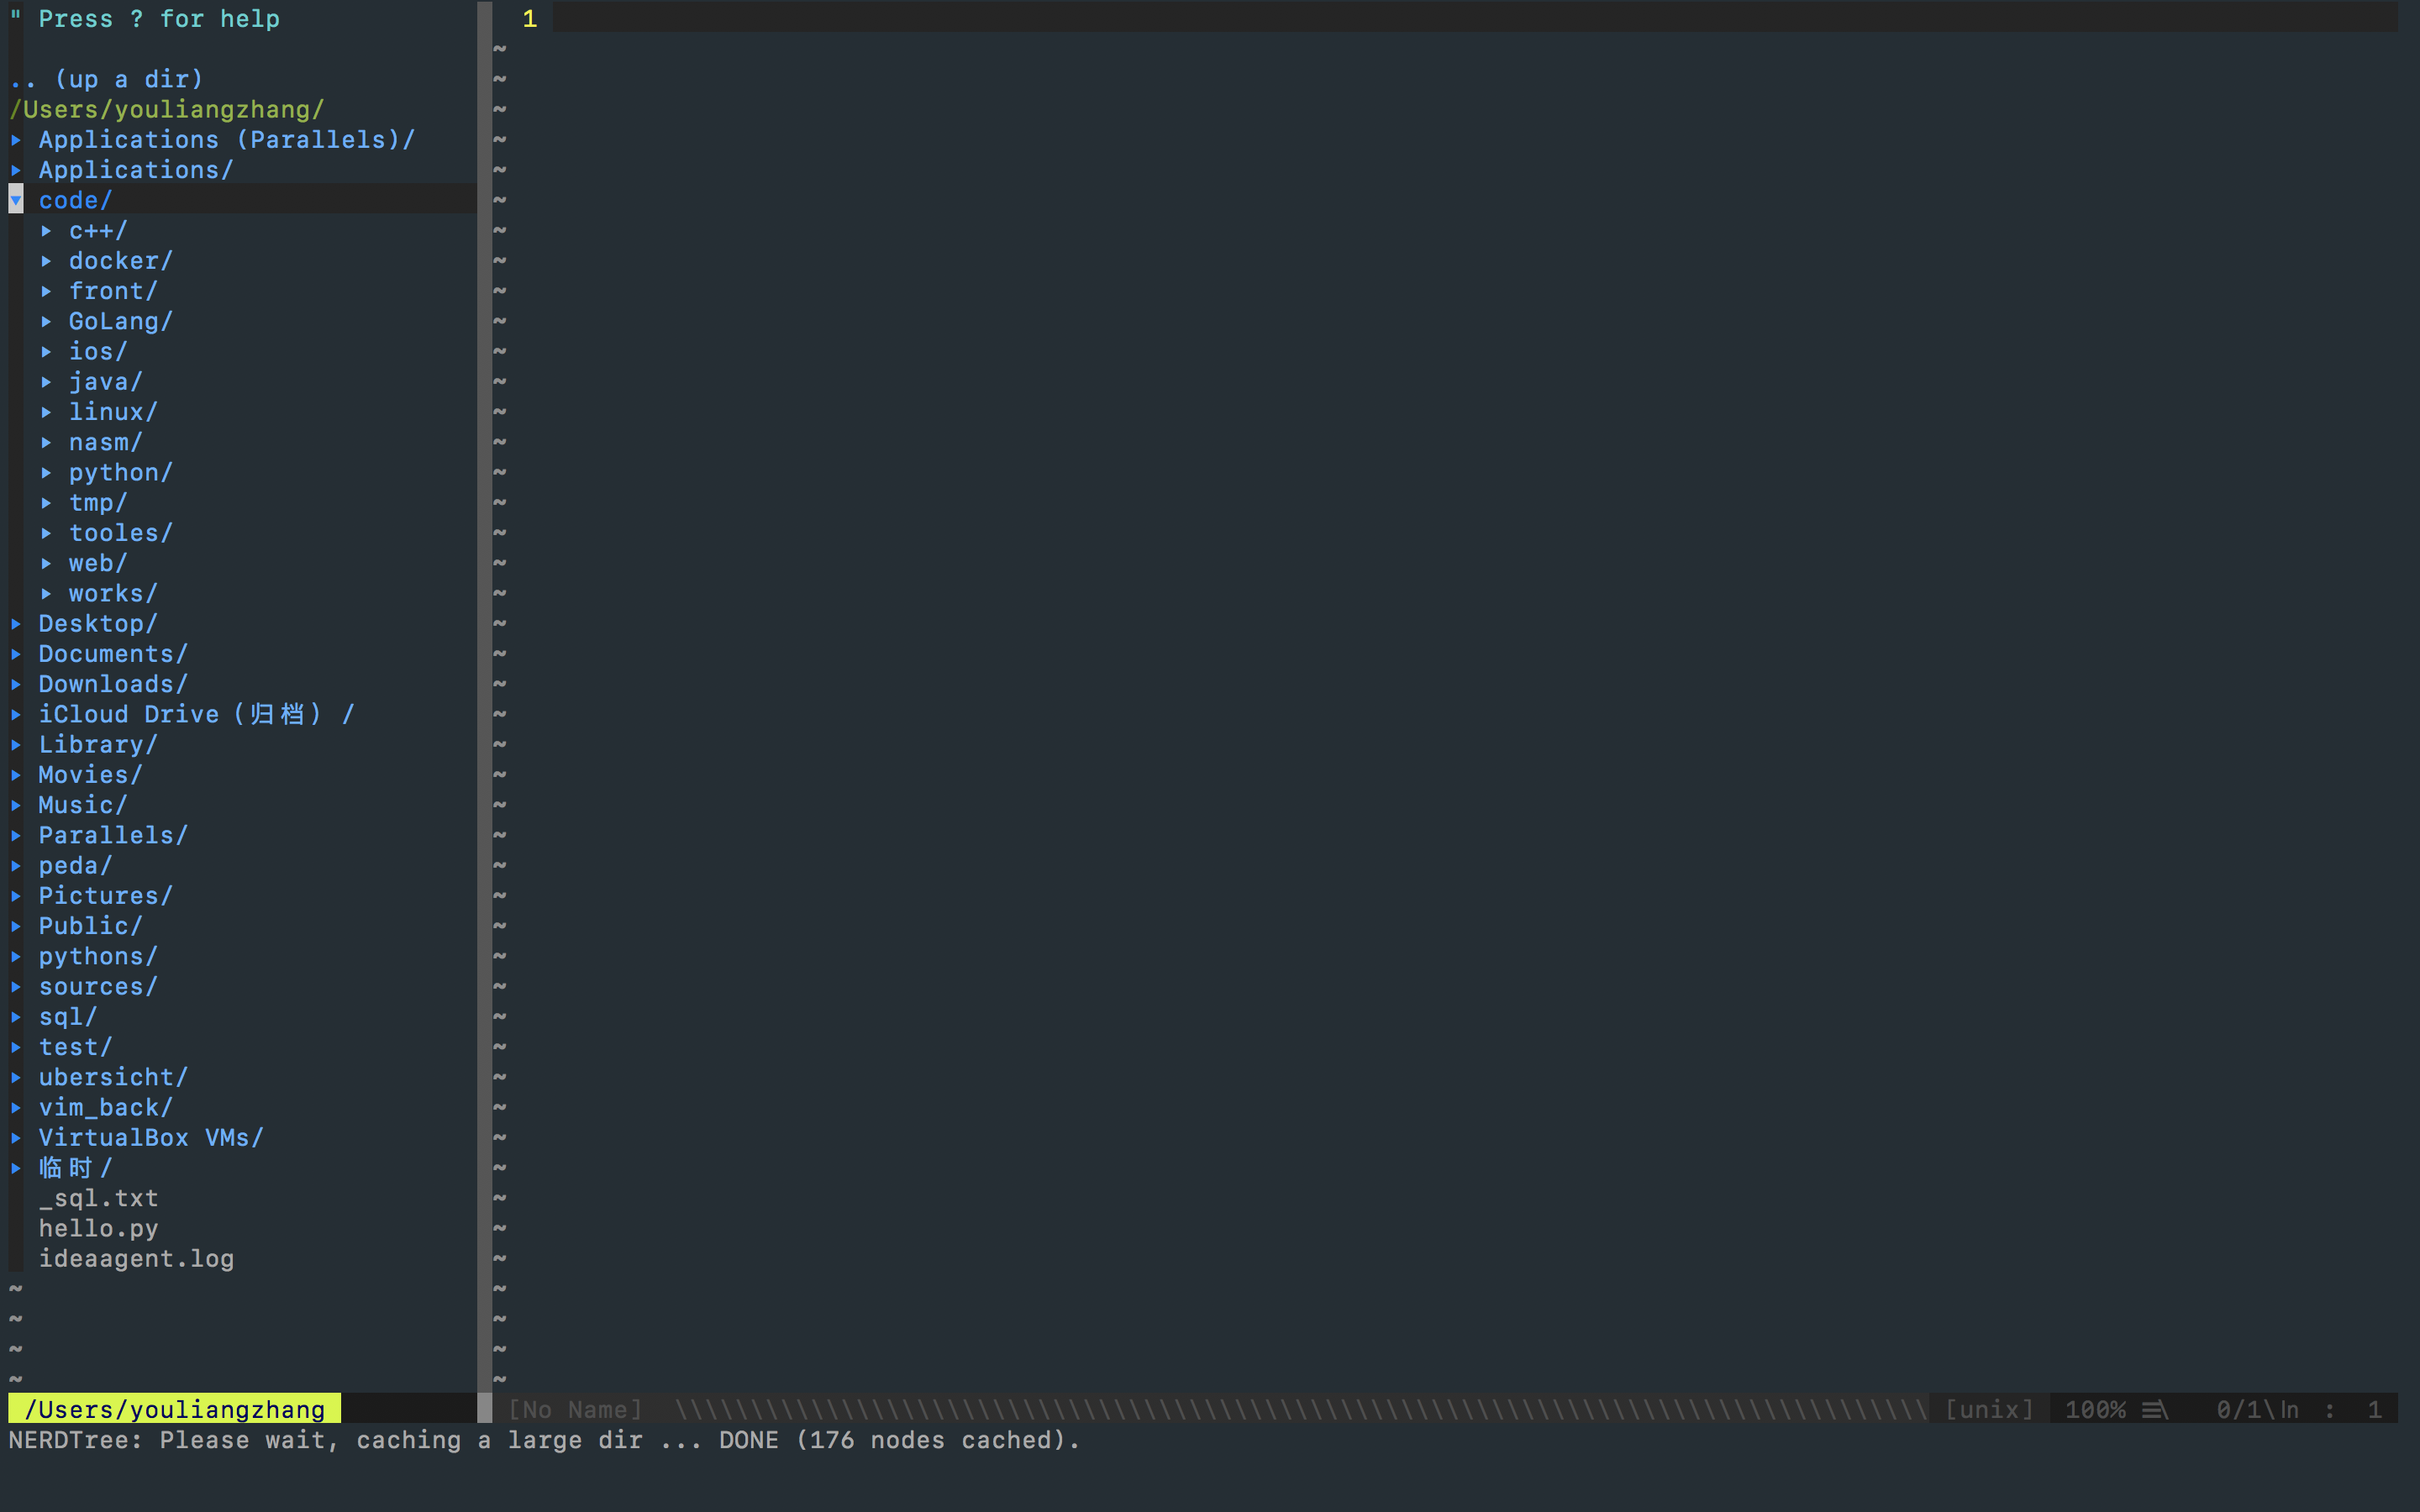 " Press ? for help
.. (up a dir)
/Users/youliangzhang/
▸ Applications (Parallels)/
▸ Applications/
▾ code/
▸ c++/
▸ docker/
▸ front/
▸ GoLang/
▸ ios/
▸ java/
▸ linux/
▸ nasm/
▸ python/
▸ tmp/
▸ tooles/
▸ web/
▸ works/
▸ Desktop/
▸ Documents/
▸ Downloads/
▸ iCloud Drive（归档）/
▸ Library/
▸ Movies/
▸ Music/
▸ Parallels/
▸ peda/
▸ Pictures/
▸ Public/
▸ pythons/
▸ sources/
▸ sql/
▸ test/
▸ ubersicht/
▸ vim_back/
▸ VirtualBox VMs/
▸ 临时/
_sql.txt
hello.py
ideaagent.log
1
/Users/youliangzhang
[No Name] [unix] 100% ☰\ 0/1\ln : 1
NERDTree: Please wait, caching a large dir ... DONE (176 nodes cached).